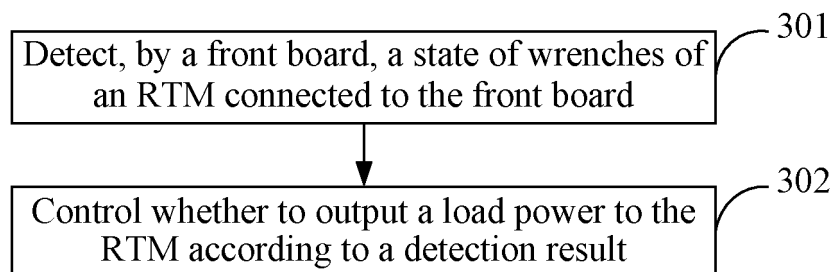 301
Detect, by a front board, a state of wrenches of
an RTM connected to the front board
302
Control whether to output a load power to the
RTM according to a detection result